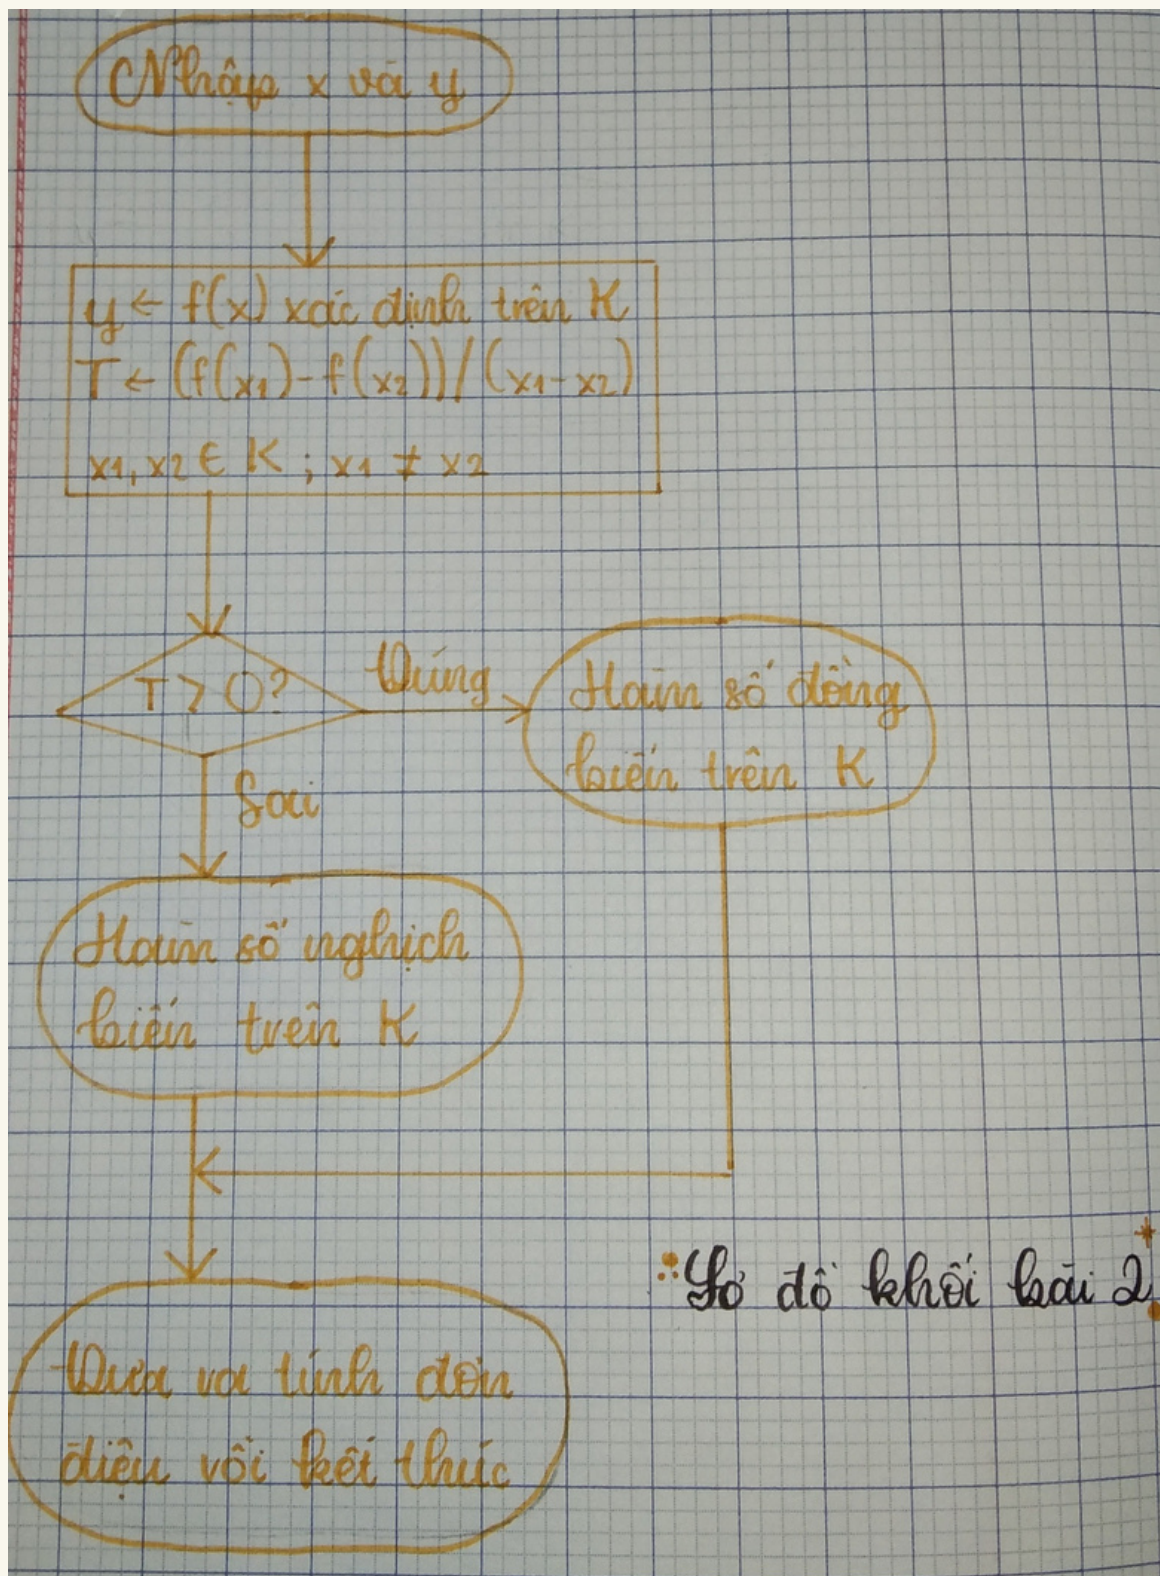 Nhập x và y
y ← f(x) xác định trên K
T ← (f(x1)-f(x2))/(x1-x2)
x1, x2 ∈ K ; x1 ≠ x2
T > 0?
Đúng
Hàm số đồng
biến trên K
Sai
Hàm số nghịch
biến trên K
Sơ đồ khối bài 2
Đưa ra tính đơn
điệu rồi kết thúc